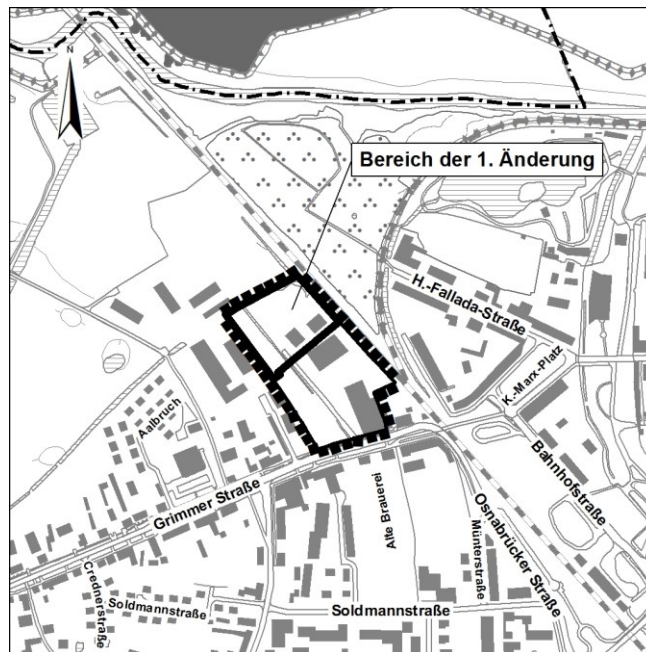 N
Bereich der 1. Änderung
H.-Fallada-Straße
K.-Marx-Platz
Aalbruch
Bahnhofstraße
Grimmer Straße
Alte Brauerei
Osnabrücker Straße
Münterstraße
Crednerstraße
Soldmannstraße
Soldmannstraße